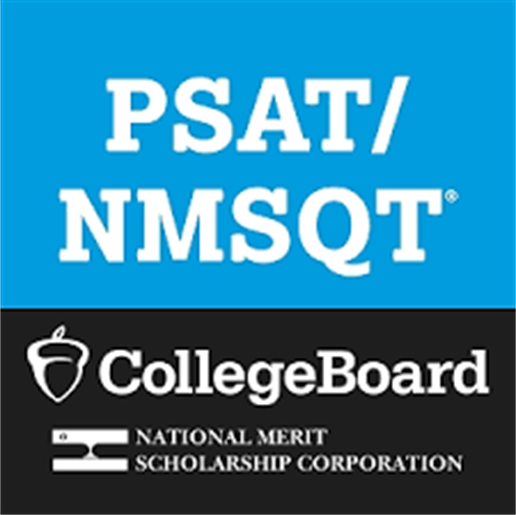 PSAT/
NMSQT®
CollegeBoard
NATIONAL MERIT
SCHOLARSHIP CORPORATION